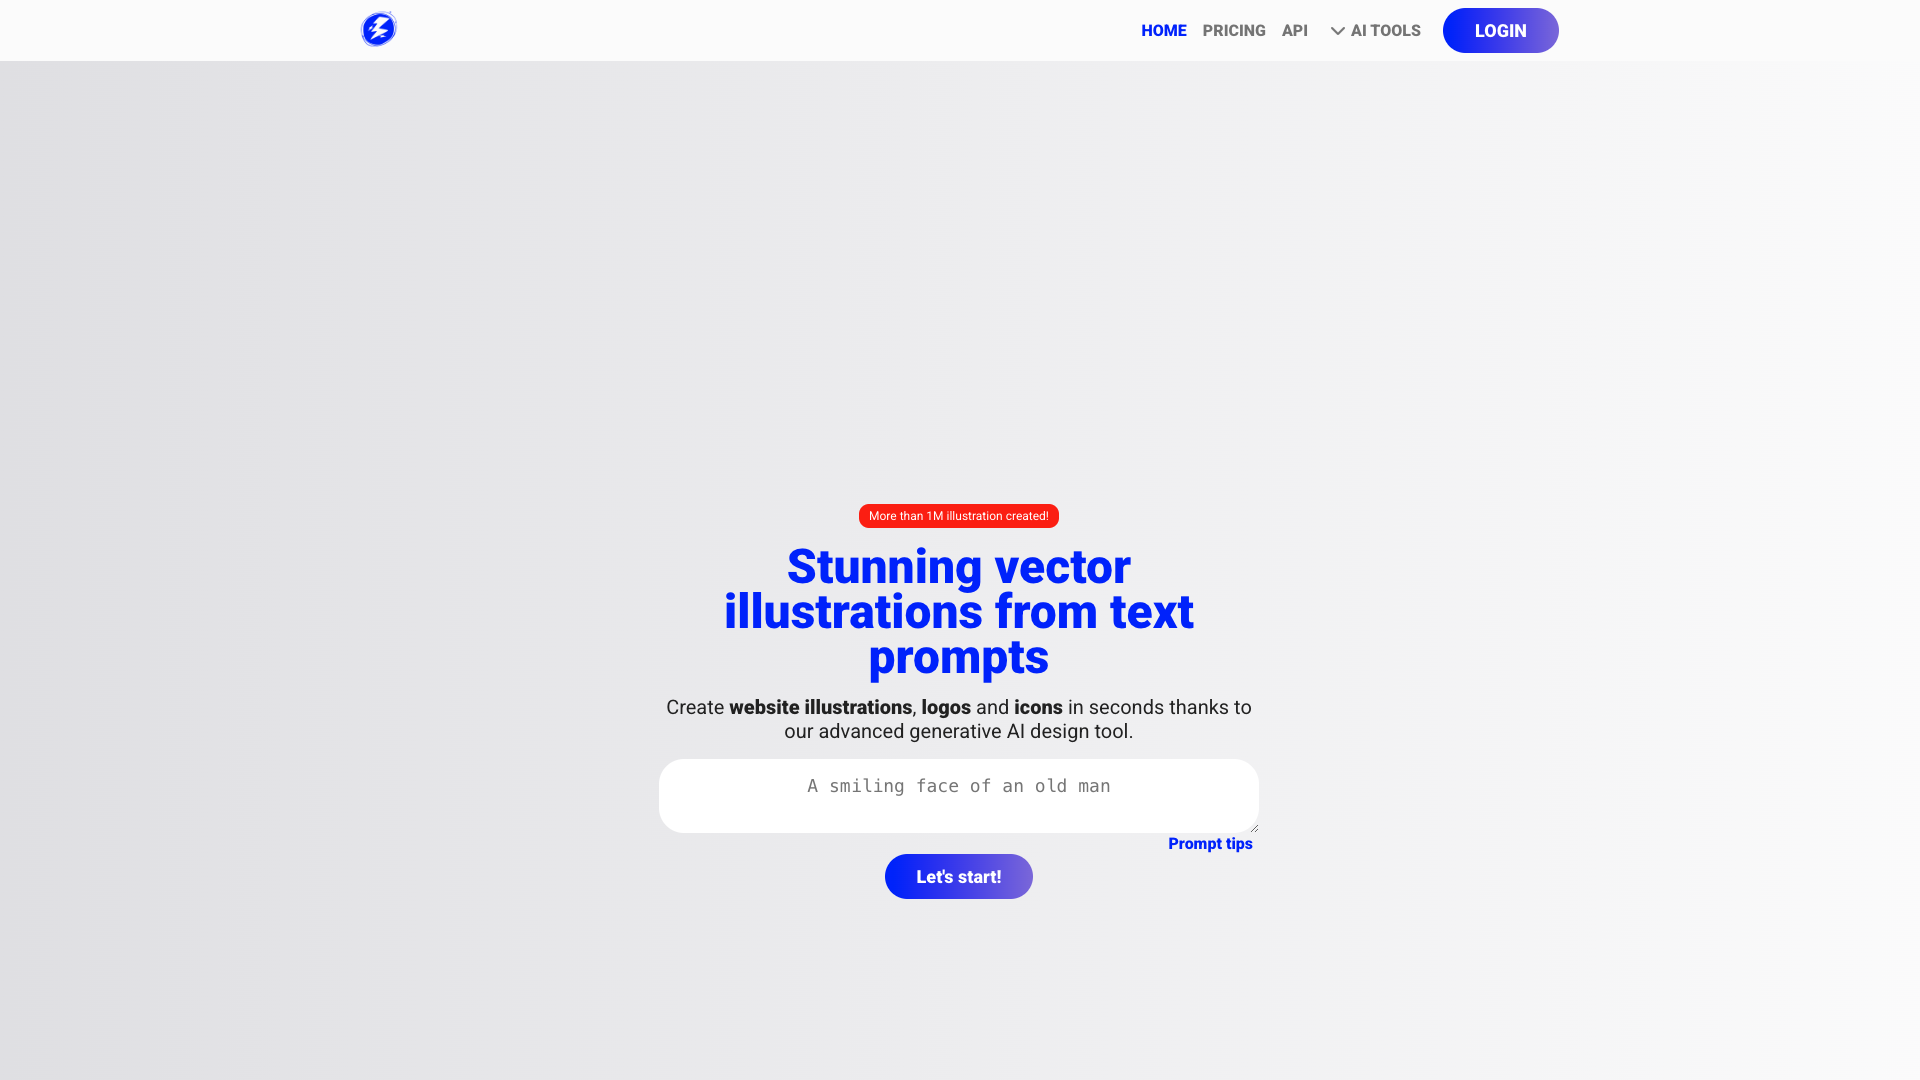 HOME PRICING API AI TOOLS LOGIN
More than 1M illustration created!
Stunning vector
illustrations from text
prompts
Create website illustrations, logos and icons in seconds thanks to
our advanced generative AI design tool.
A smiling face of an old man
Prompt tips
Let's start!